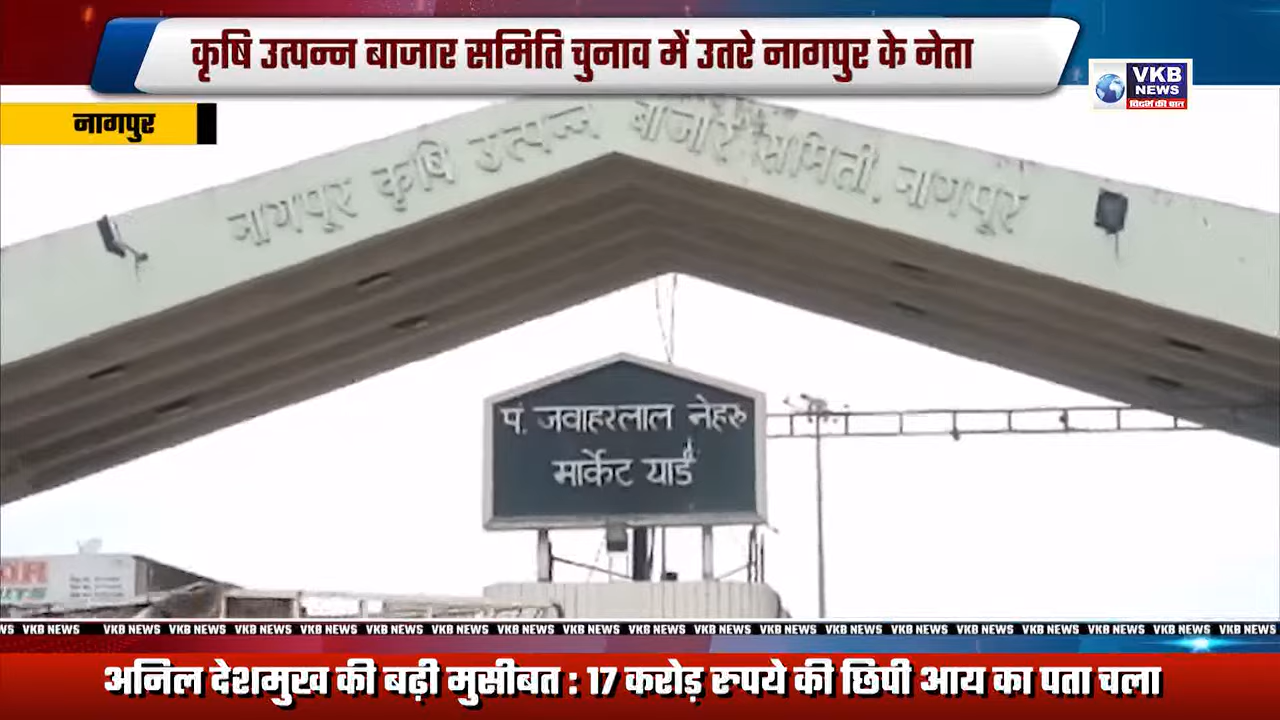 कृषि उत्पन्न बाजार समिति चुनाव में उतरे नागपुर के नेता
VKB
NEWS
विदर्भ की बात
नागपुर
नागपूर कृषि उत्पन्न बाजार समिती, नागपूर
पं. जवाहरलाल नेहरु
मार्केट यार्ड
VKB NEWS VKB NEWS VKB NEWS VKB NEWS VKB NEWS VKB NEWS VKB NEWS VKB NEWS VKB NEWS VKB NEWS VKB NEWS VKB NEWS VKB NEWS VKB NEWS VKB NEWS VKB NEWS VKB NEWS VKB NEWS
अनिल देशमुख की बढ़ी मुसीबत : 17 करोड़ रुपये की छिपी आय का पता चला